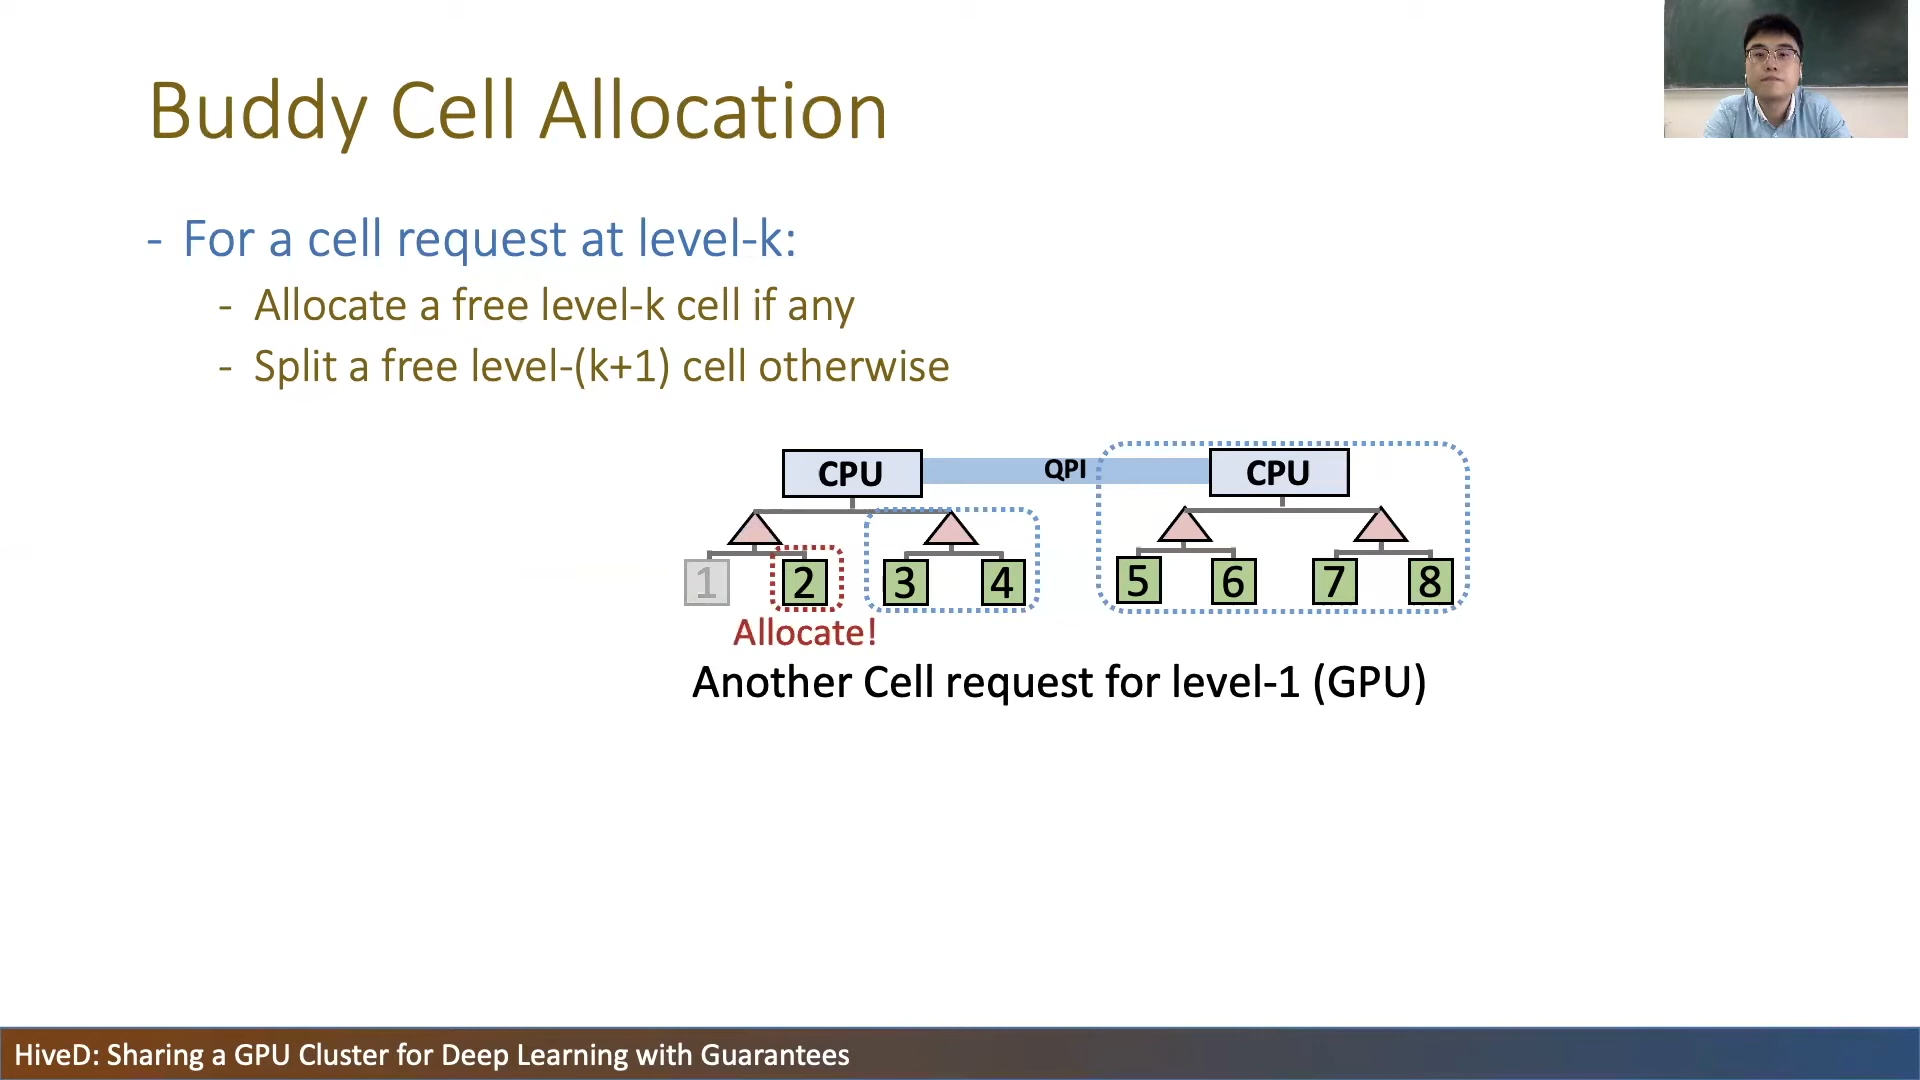 Buddy Cell Allocation
- For a cell request at level-k:
- Allocate a free level-k cell if any
- Split a free level-(k+1) cell otherwise
CPU QPI CPU
1 2 3 4 5 6 7 8
Allocate!
Another Cell request for level-1 (GPU)
HiveD: Sharing a GPU Cluster for Deep Learning with Guarantees